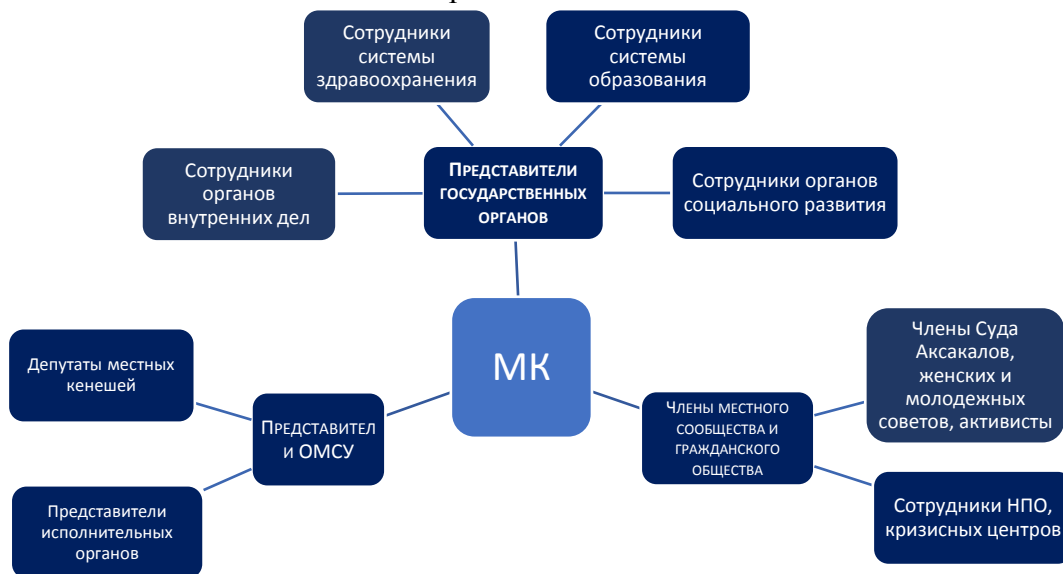 Сотрудники
системы
здравоохранения
Сотрудники
системы
образования
Сотрудники
органов
внутренних дел
ПРЕДСТАВИТЕЛИ
ГОСУДАРСТВЕННЫХ
ОРГАНОВ
Сотрудники органов
социального развития
МК
Депутаты местных
кенешей
ПРЕДСТАВИТЕЛ
И ОМСУ
Представители
исполнительных
органов
ЧЛЕНЫ МЕСТНОГО
СООБЩЕСТВА И
ГРАЖДАНСКОГО
ОБЩЕСТВА
Члены Суда
Аксакалов,
женских и
молодежных
советов, активисты
Сотрудники НПО,
кризисных центров